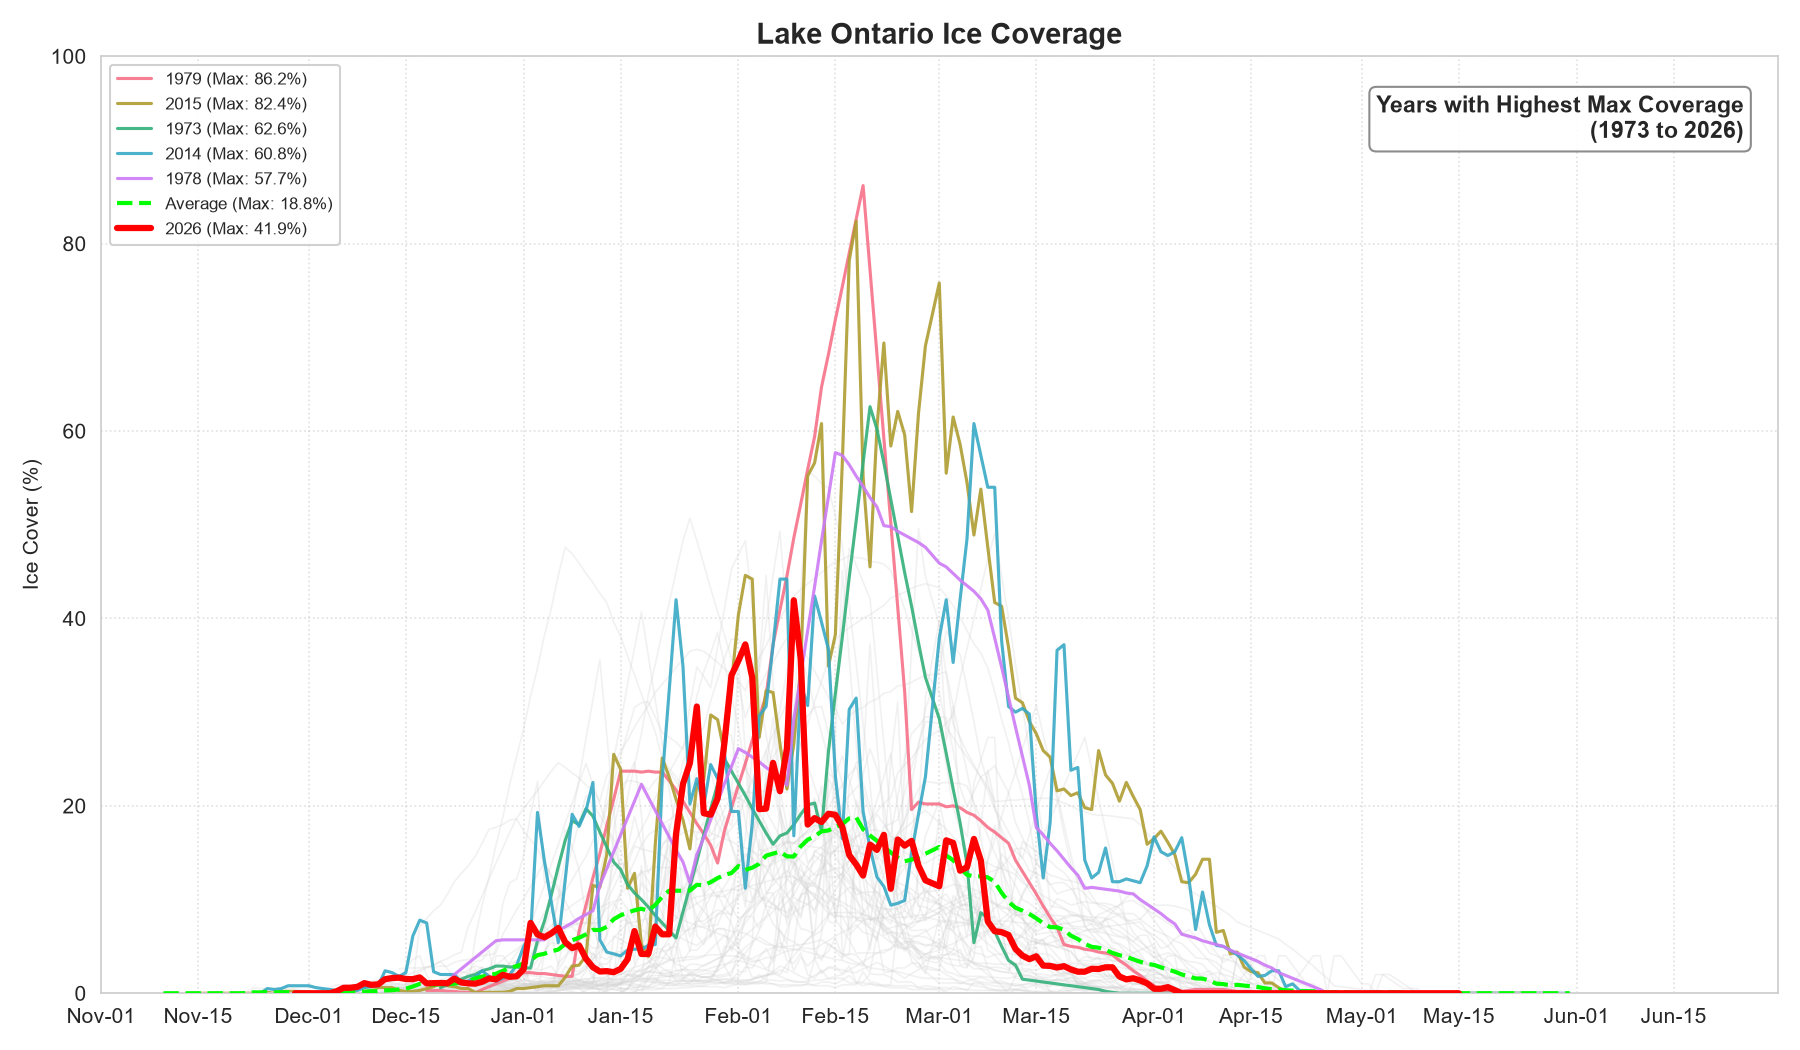 Lake Ontario Ice Coverage
100
80
60
40
20
0
Ice Cover (%)
1979 (Max: 86.2%)
2015 (Max: 82.4%)
1973 (Max: 62.6%)
2014 (Max: 60.8%)
1978 (Max: 57.7%)
Average (Max: 18.8%)
2026 (Max: 41.9%)
Years with Highest Max Coverage
(1973 to 2026)
Nov-01 Nov-15 Dec-01 Dec-15 Jan-01 Jan-15 Feb-01 Feb-15 Mar-01 Mar-15 Apr-01 Apr-15 May-01 May-15 Jun-01 Jun-15